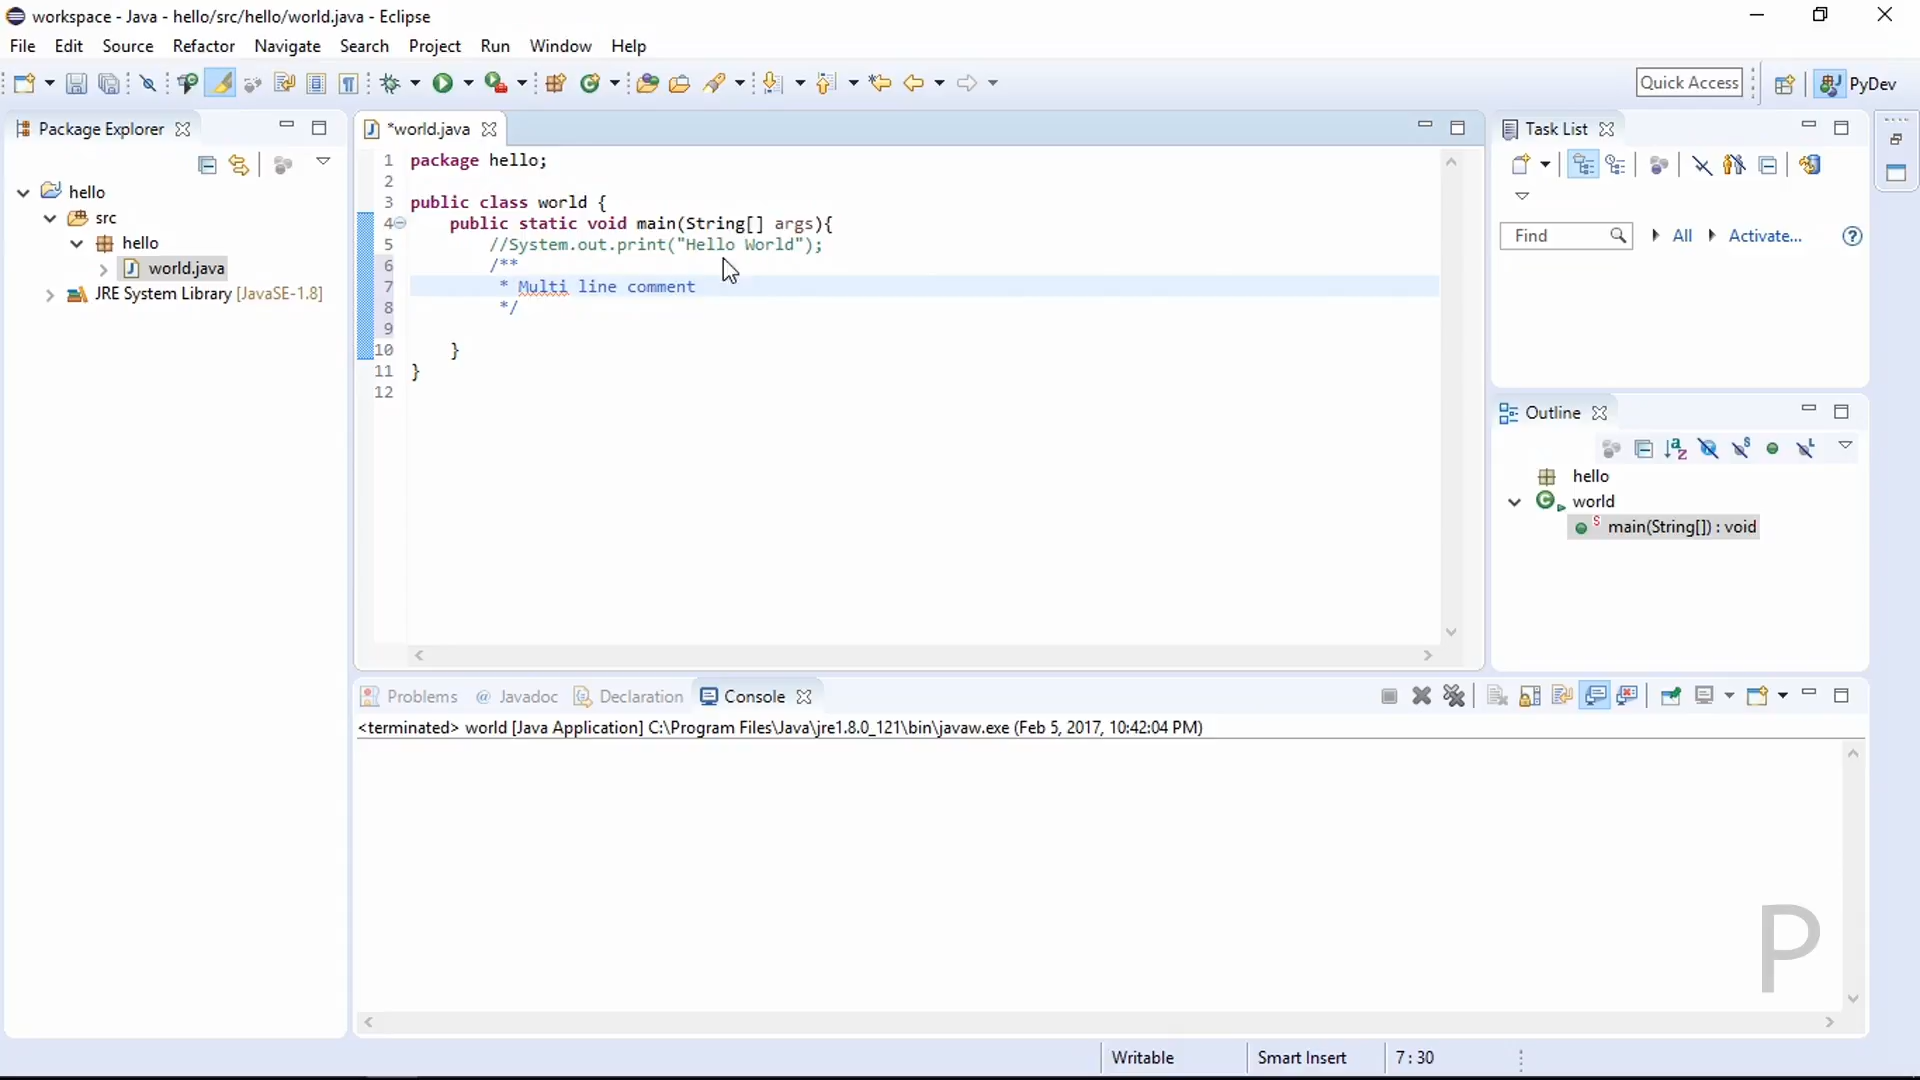 workspace - Java - hello/src/hello/world.java - Eclipse
File Edit Source Refactor Navigate Search Project Run Window Help
Quick Access PyDev
Package Explorer
hello
src
hello
world.java
JRE System Library [JavaSE-1.8]
*world.java
1 package hello;
2
3 public class world {
4 public static void main(String[] args){
5 //System.out.print("Hello World");
6 /**
7 * Multi line comment
8 */
9
10 }
11 }
12
Task List
Find All Activate...
Outline
hello
world
main(String[]) : void
Problems Javadoc Declaration Console
<terminated> world [Java Application] C:\Program Files\Java\jre1.8.0_121\bin\javaw.exe (Feb 5, 2017, 10:42:04 PM)
P
Writable Smart Insert 7 : 30